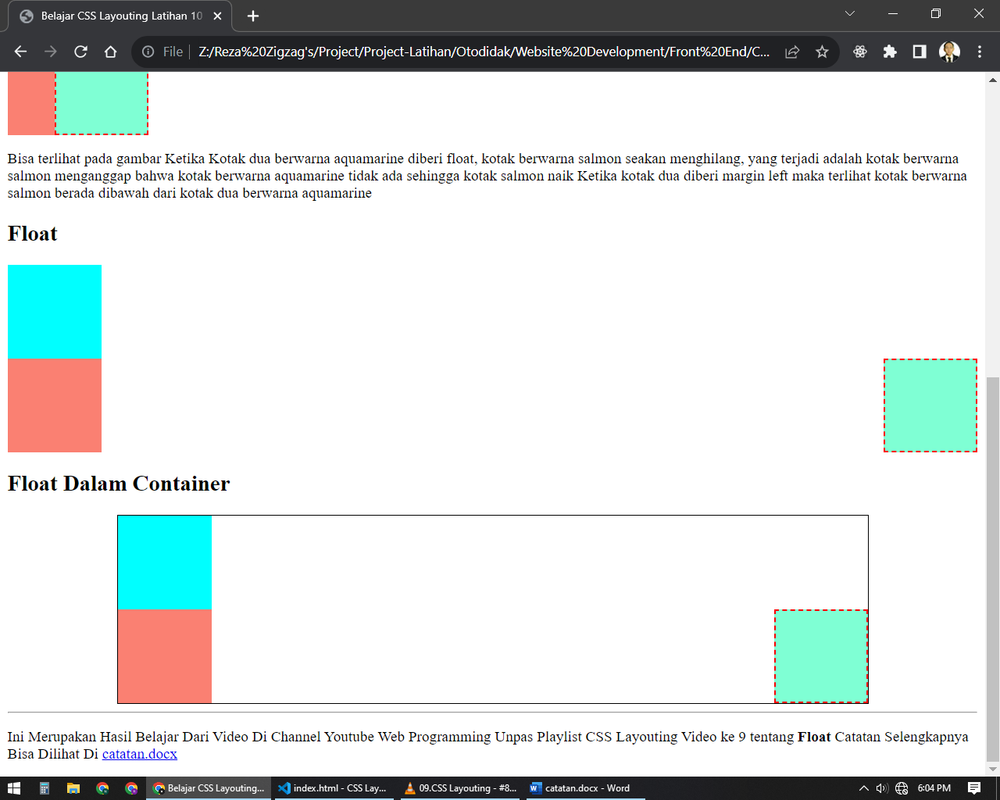 Belajar CSS Layouting Latihan 10
File
Z:/Reza%20Zigzag's/Project/Project-Latihan/Otodidak/Website%20Development/Front%20End/C...
Bisa terlihat pada gambar Ketika Kotak dua berwarna aquamarine diberi float, kotak berwarna salmon seakan menghilang, yang terjadi adalah kotak berwarna
salmon menganggap bahwa kotak berwarna aquamarine tidak ada sehingga kotak salmon naik Ketika kotak dua diberi margin left maka terlihat kotak berwarna
salmon berada dibawah dari kotak dua berwarna aquamarine
Float
Float Dalam Container
Ini Merupakan Hasil Belajar Dari Video Di Channel Youtube Web Programming Unpas Playlist CSS Layouting Video ke 9 tentang Float Catatan Selengkapnya
Bisa Dilihat Di catatan.docx
Belajar CSS Layouting...
index.html - CSS Lay...
09.CSS Layouting - #8...
catatan.docx - Word
6:04 PM